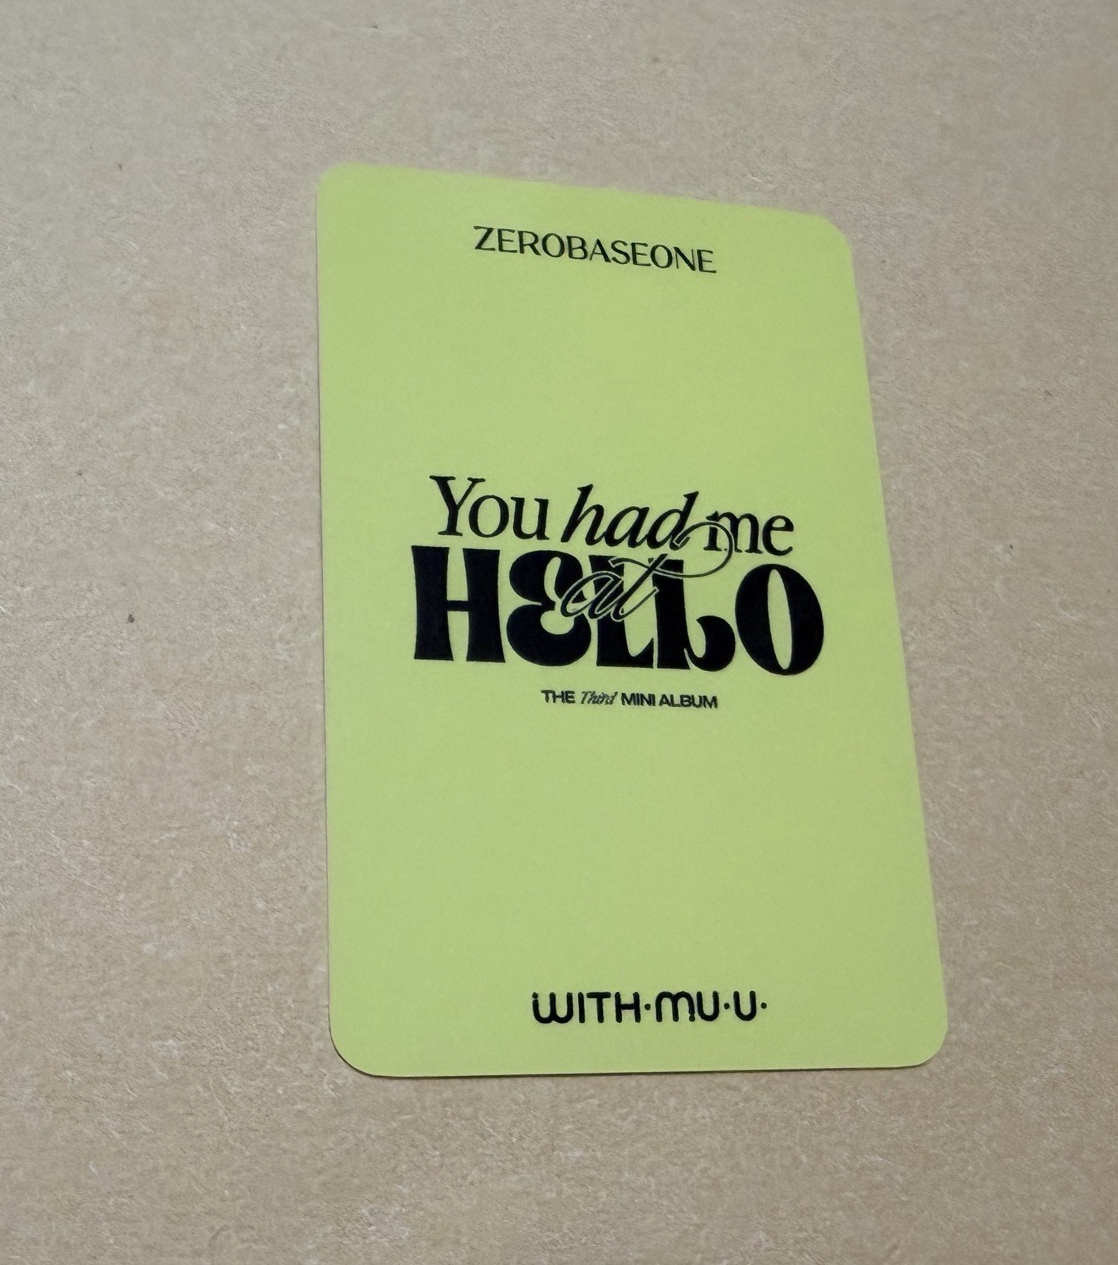 ZEROBASEONE
You had me
at
HELLO
THE Third MINI ALBUM
WITH·MU·U·